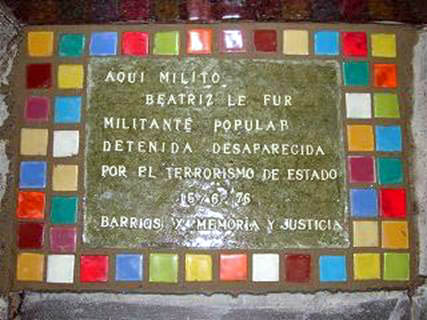 AQUI MILITO
BEATRIZ LE FUR
MILITANTE POPULAR
DETENIDA DESAPARECIDA
POR EL TERRORISMO DE ESTADO
15/6/76
BARRIOS X MEMORIA Y JUSTICIA